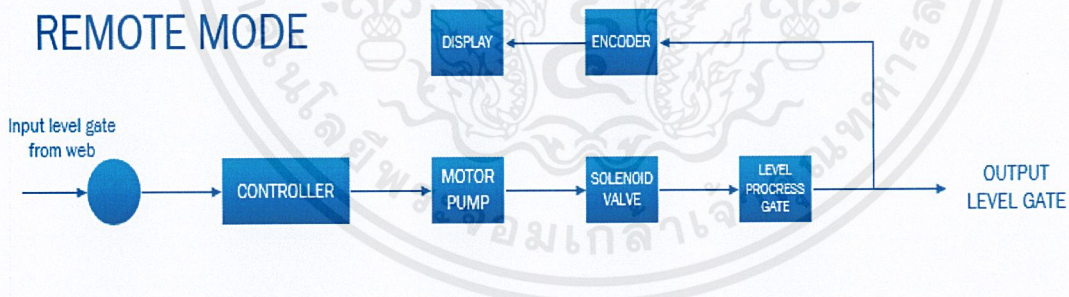 REMOTE MODE
DISPLAY
ENCODER
Input level gate
from web
CONTROLLER
MOTOR
PUMP
SOLENOID
VALVE
LEVEL
PROCRESS
GATE
OUTPUT
LEVEL GATE